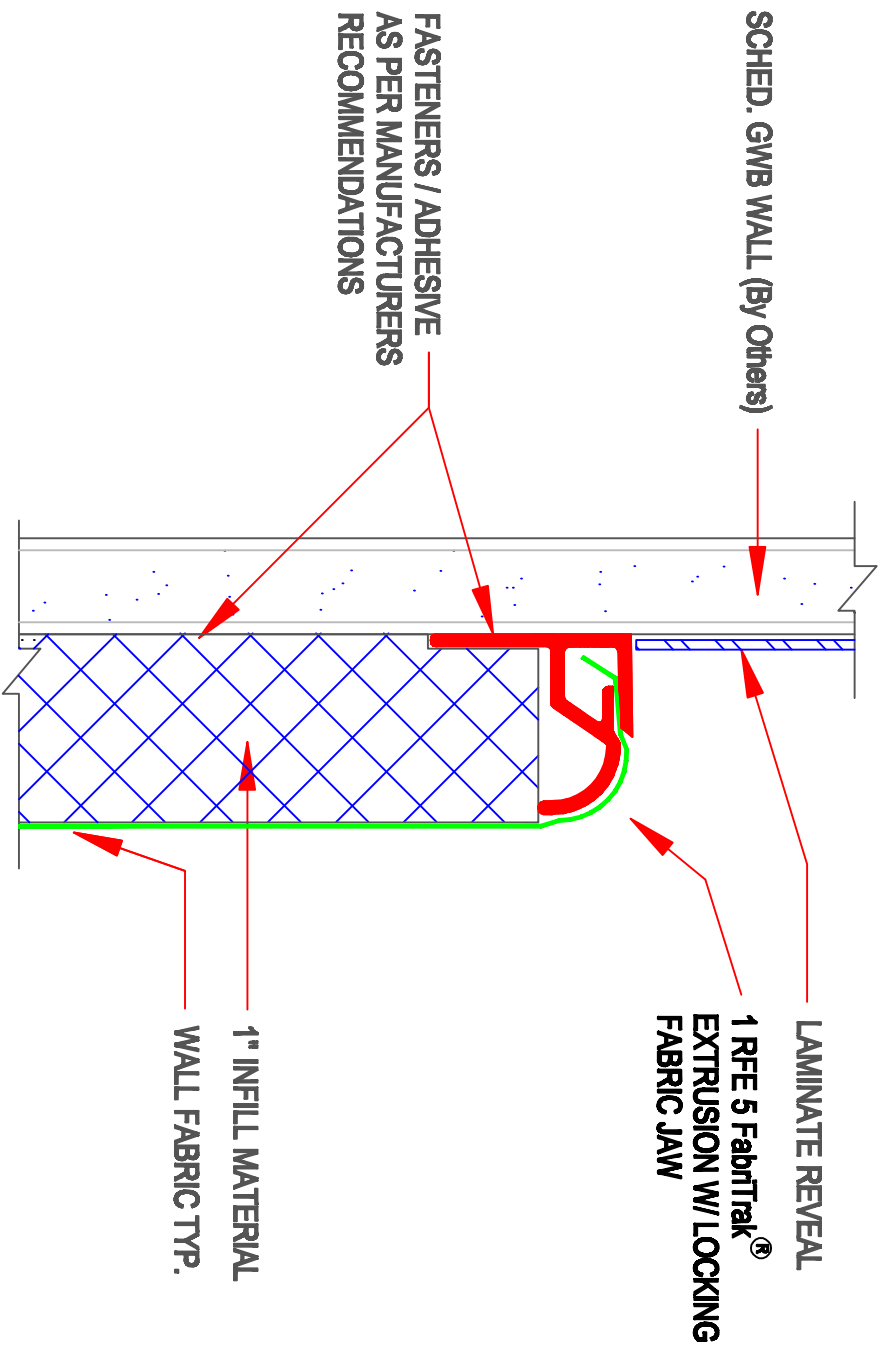 SCHED. GWB WALL (By Others)
FASTENERS / ADHESIVE
AS PER MANUFACTURERS
RECOMMENDATIONS
LAMINATE REVEAL
1 RFE 5 FabriTrak®
EXTRUSION W/ LOCKING
FABRIC JAW
1" INFILL MATERIAL
WALL FABRIC TYP.